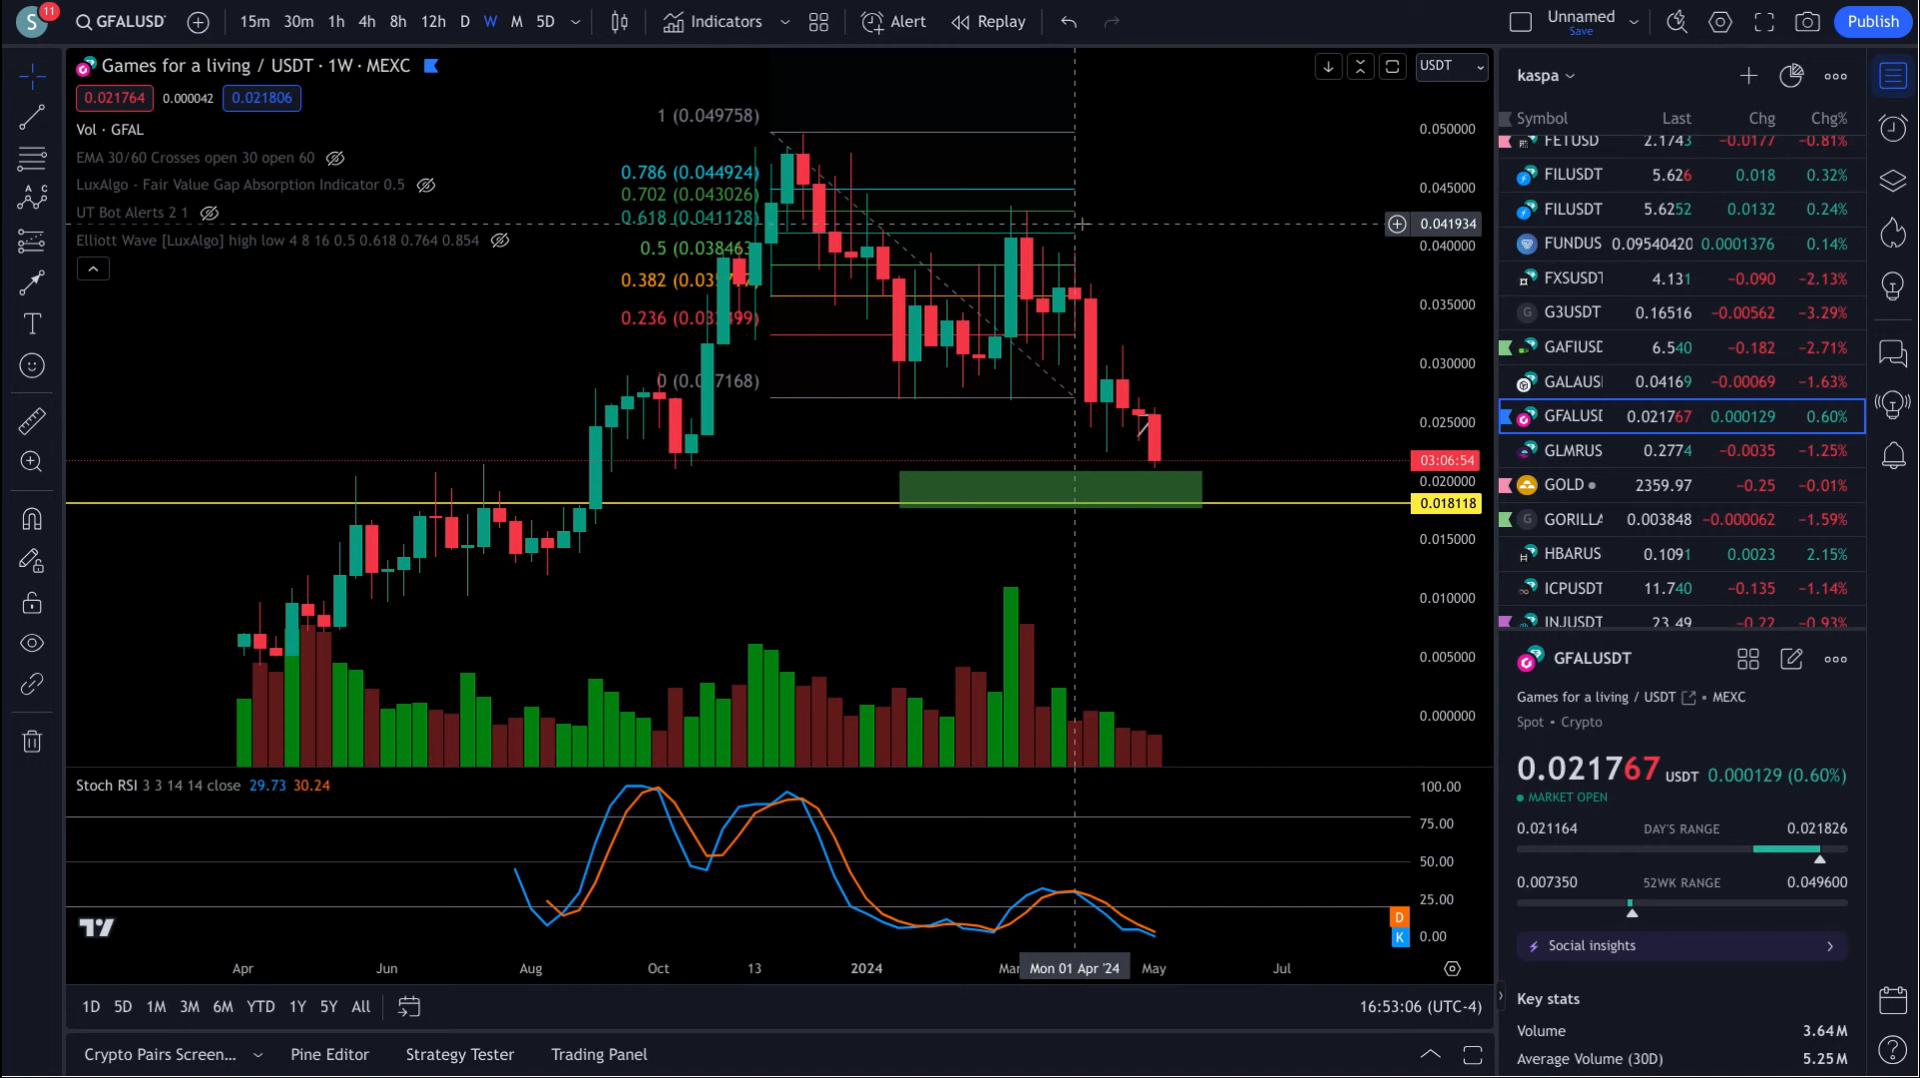 S 11 GFALUSD 15m 30m 1h 4h 8h 12h D W M 5D Indicators Alert Replay Unnamed Save Publish
Games for a living / USDT · 1W · MEXC
0.021764 0.000042 0.021806
Vol · GFAL
EMA 30/60 Crosses open 30 open 60
LuxAlgo - Fair Value Gap Absorption Indicator 0.5
UT Bot Alerts 2 1
Elliott Wave [LuxAlgo] high low 4 8 16 0.5 0.618 0.764 0.854
1 (0.049758)
0.786 (0.044924)
0.702 (0.043026)
0.618 (0.041128)
0.5 (0.038463)
0.382
0.236
0
USDT
0.050000
0.045000
0.041934
0.040000
0.035000
0.030000
0.025000
03:06:54
0.020000
0.018118
0.015000
0.010000
0.005000
0.000000
Stoch RSI 3 3 14 14 close 29.73 30.24
100.00
75.00
50.00
25.00
0.00
D
K
Apr Jun Aug Oct 13 2024 Mar Mon 01 Apr '24 May Jul
1D 5D 1M 3M 6M YTD 1Y 5Y All 16:53:06 (UTC-4)
Crypto Pairs Screen... Pine Editor Strategy Tester Trading Panel
kaspa
Symbol Last Chg Chg%
FETUSD 2.1743 −0.0177 −0.81%
FILUSDT 5.626 0.018 0.32%
FILUSDT 5.6252 0.0132 0.24%
FUNDUS 0.09540420 0.0001376 0.14%
FXSUSDT 4.131 −0.090 −2.13%
G3USDT 0.16516 −0.00562 −3.29%
GAFIUSD 6.540 −0.182 −2.71%
GALAUSI 0.04169 −0.00069 −1.63%
GFALUSD 0.021767 0.000129 0.60%
GLMRUS 0.2774 −0.0035 −1.25%
GOLD 2359.97 −0.25 −0.01%
GORILLA 0.003848 −0.000062 −1.59%
HBARUS 0.1091 0.0023 2.15%
ICPUSDT 11.740 −0.135 −1.14%
INJUSDT 23.49 −0.22 −0.93%
GFALUSDT
Games for a living / USDT • MEXC
Spot • Crypto
0.021767 USDT 0.000129 (0.60%)
MARKET OPEN
0.021164 DAY'S RANGE 0.021826
0.007350 52WK RANGE 0.049600
Social insights
Key stats
Volume 3.64M
Average Volume (30D) 5.25M